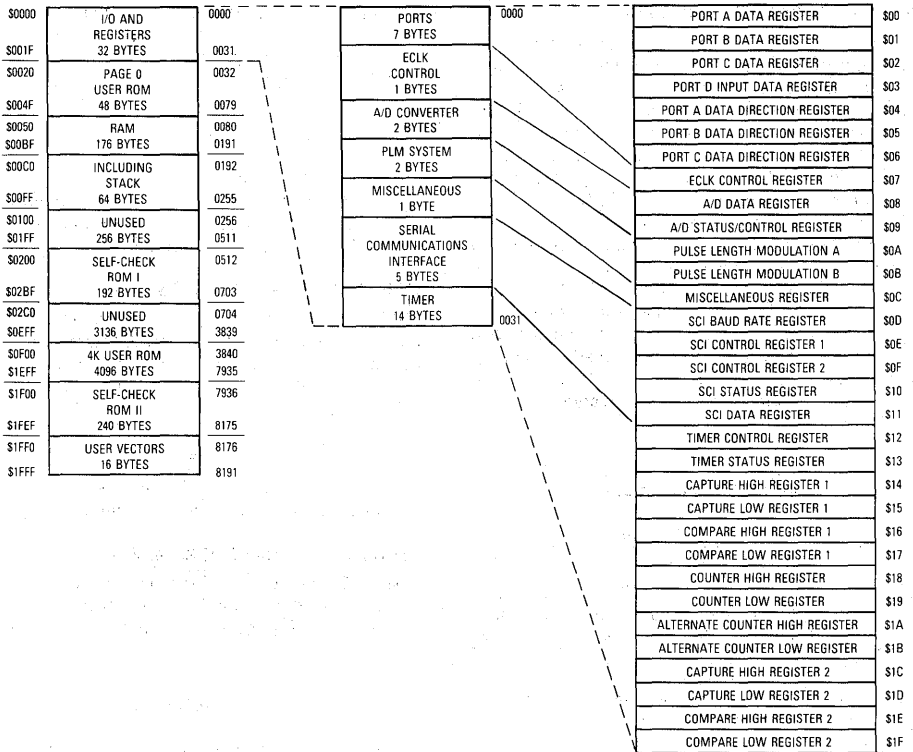 $0000 I/O AND 0000
REGISTERS
$001F 32 BYTES 0031
$0020 PAGE 0 0032
USER ROM
$004F 48 BYTES 0079
$0050 RAM 0080
$00BF 176 BYTES 0191
$00C0 INCLUDING 0192
STACK
$00FF 64 BYTES 0255
$0100 UNUSED 0256
$01FF 256 BYTES 0511
$0200 SELF-CHECK 0512
ROM I
$02BF 192 BYTES 0703
$02C0 UNUSED 0704
$0EFF 3136 BYTES 3839
$0F00 4K USER ROM 3840
$1EFF 4096 BYTES 7935
$1F00 SELF-CHECK 7936
ROM II
$1FEF 240 BYTES 8175
$1FF0 USER VECTORS 8176
16 BYTES
$1FFF 8191
PORTS 0000
7 BYTES
ECLK
CONTROL
1 BYTES
A/D CONVERTER
2 BYTES
PLM SYSTEM
2 BYTES
MISCELLANEOUS
1 BYTE
SERIAL
COMMUNICATIONS
INTERFACE
5 BYTES
TIMER
14 BYTES 0031
PORT A DATA REGISTER $00
PORT B DATA REGISTER $01
PORT C DATA REGISTER $02
PORT D INPUT DATA REGISTER $03
PORT A DATA DIRECTION REGISTER $04
PORT B DATA DIRECTION REGISTER $05
PORT C DATA DIRECTION REGISTER $06
ECLK CONTROL REGISTER $07
A/D DATA REGISTER $08
A/D STATUS/CONTROL REGISTER $09
PULSE LENGTH MODULATION A $0A
PULSE LENGTH MODULATION B $0B
MISCELLANEOUS REGISTER $0C
SCI BAUD RATE REGISTER $0D
SCI CONTROL REGISTER 1 $0E
SCI CONTROL REGISTER 2 $0F
SCI STATUS REGISTER $10
SCI DATA REGISTER $11
TIMER CONTROL REGISTER $12
TIMER STATUS REGISTER $13
CAPTURE HIGH REGISTER 1 $14
CAPTURE LOW REGISTER 1 $15
COMPARE HIGH REGISTER 1 $16
COMPARE LOW REGISTER 1 $17
COUNTER HIGH REGISTER $18
COUNTER LOW REGISTER $19
ALTERNATE COUNTER HIGH REGISTER $1A
ALTERNATE COUNTER LOW REGISTER $1B
CAPTURE HIGH REGISTER 2 $1C
CAPTURE LOW REGISTER 2 $1D
COMPARE HIGH REGISTER 2 $1E
COMPARE LOW REGISTER 2 $1F